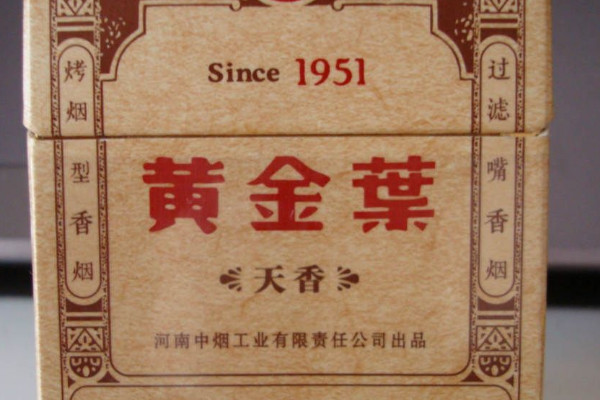 Since 1951
烤烟型香烟
过滤嘴香烟
黄金葉
天香
河南中烟工业有限责任公司出品